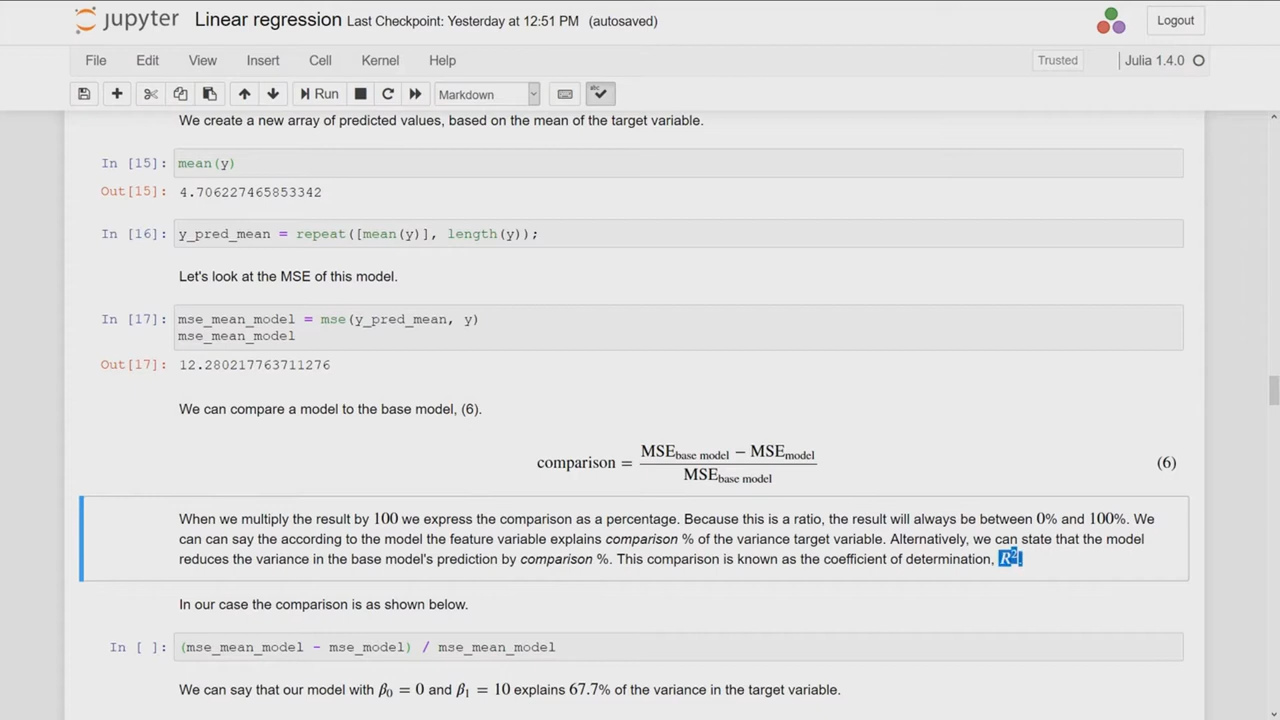 jupyter Linear regression Last Checkpoint: Yesterday at 12:51 PM (autosaved) Logout
File Edit View Insert Cell Kernel Help Trusted Julia 1.4.0
Run Markdown
We create a new array of predicted values, based on the mean of the target variable.
In [15]: mean(y)
Out[15]: 4.706227465853342
In [16]: y_pred_mean = repeat([mean(y)], length(y));
Let's look at the MSE of this model.
In [17]: mse_mean_model = mse(y_pred_mean, y)
mse_mean_model
Out[17]: 12.280217763711276
We can compare a model to the base model, (6).
comparison = (MSE_base model − MSE_model) / MSE_base model (6)
When we multiply the result by 100 we express the comparison as a percentage. Because this is a ratio, the result will always be between 0% and 100%. We
can can say the according to the model the feature variable explains comparison % of the variance target variable. Alternatively, we can state that the model
reduces the variance in the base model's prediction by comparison %. This comparison is known as the coefficient of determination, R².
In our case the comparison is as shown below.
In [ ]: (mse_mean_model - mse_model) / mse_mean_model
We can say that our model with β₀ = 0 and β₁ = 10 explains 67.7% of the variance in the target variable.